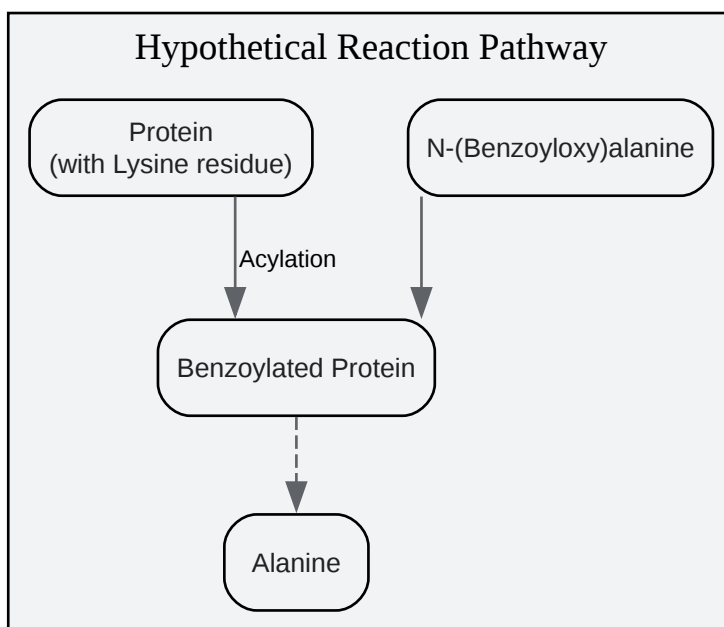 Hypothetical Reaction Pathway
Protein
(with Lysine residue)
N-(Benzoyloxy)alanine
Acylation
Benzoylated Protein
Alanine